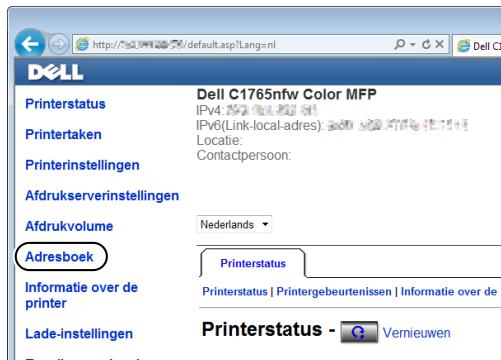 /default.asp?Lang=nl
Dell C1
DELL
Dell C1765nfw Color MFP
IPv4:
IPv6(Link-local-adres):
Locatie:
Contactpersoon:
Printerstatus
Printertaken
Printerinstellingen
Afdrukserverinstellingen
Afdrukvolume
Adresboek
Informatie over de
printer
Lade-instellingen
Nederlands
Printerstatus
Printerstatus | Printergebeurtenissen | Informatie over de
Printerstatus - Vernieuwen